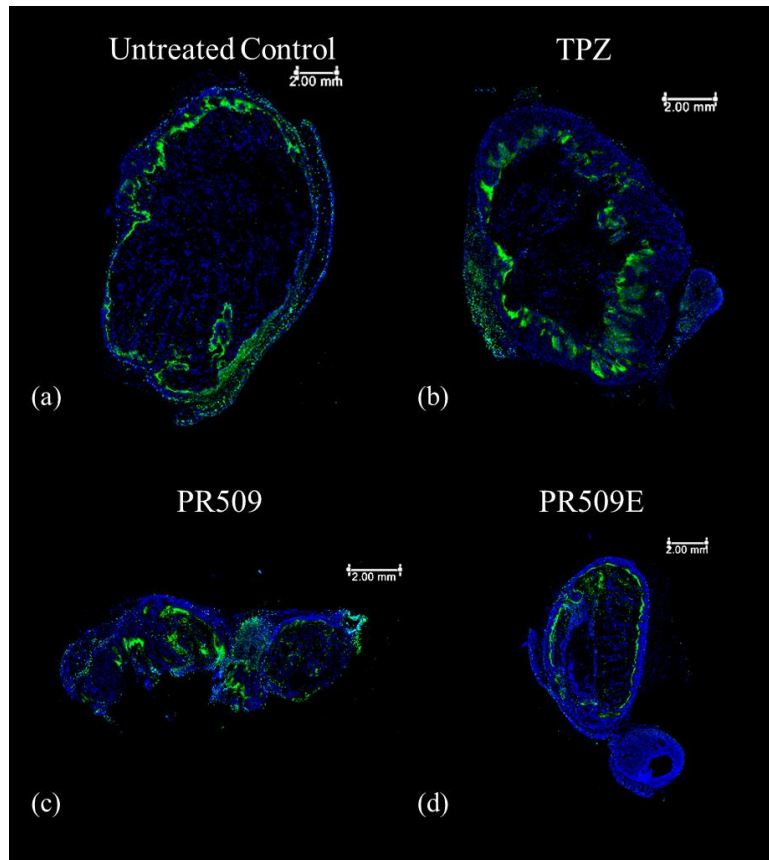 Untreated Control
2.00 mm
TPZ
2.00 mm
(a)
(b)
PR509
2.00 mm
PR509E
2.00 mm
(c)
(d)